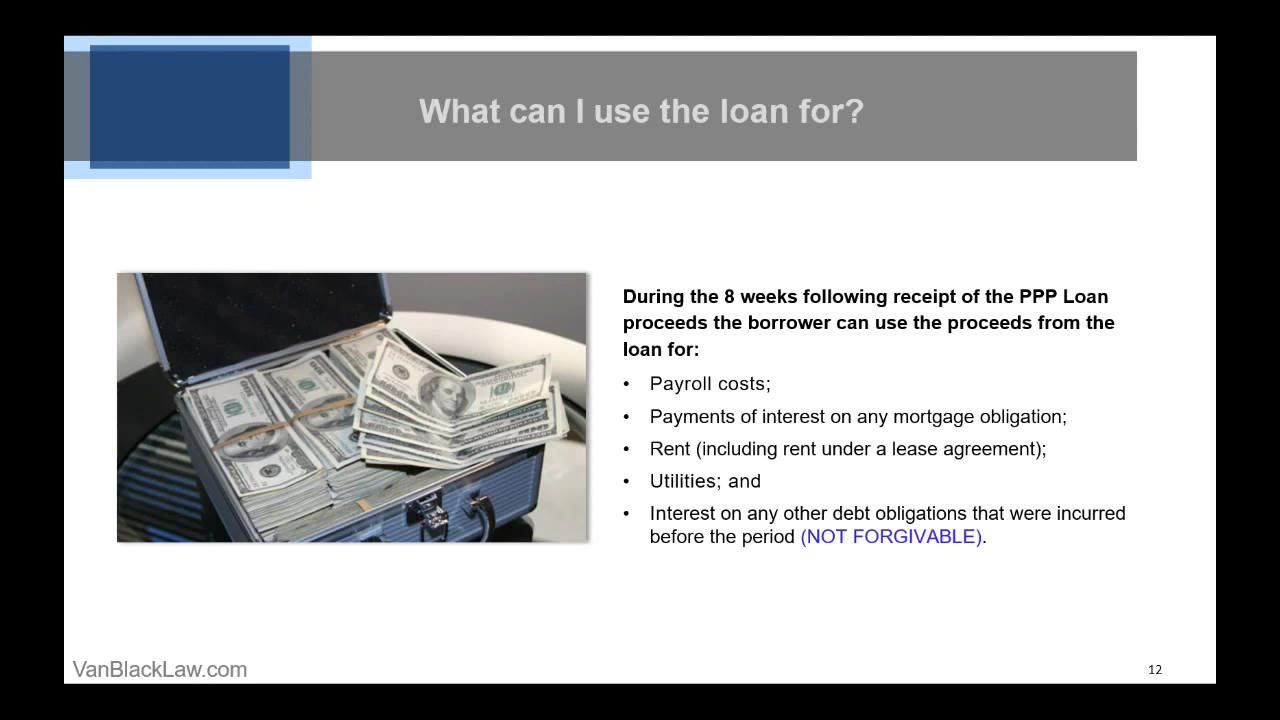 What can I use the loan for?
During the 8 weeks following receipt of the PPP Loan
proceeds the borrower can use the proceeds from the
loan for:
• Payroll costs;
• Payments of interest on any mortgage obligation;
• Rent (including rent under a lease agreement);
• Utilities; and
• Interest on any other debt obligations that were incurred
before the period (NOT FORGIVABLE).
VanBlackLaw.com
12